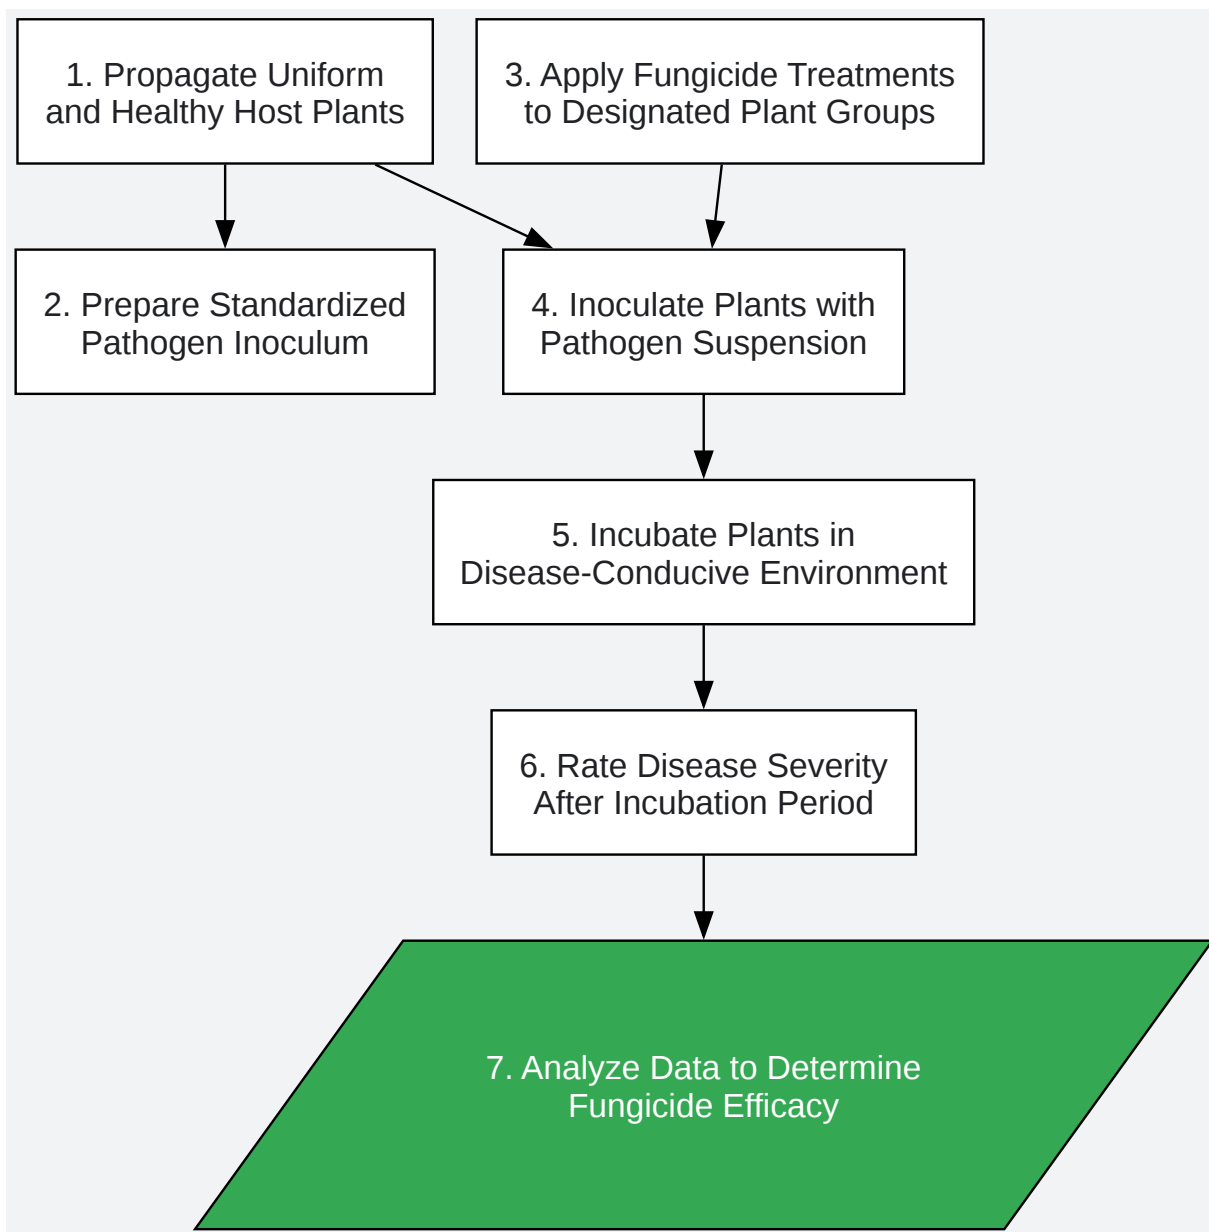 1. Propagate Uniform
and Healthy Host Plants
3. Apply Fungicide Treatments
to Designated Plant Groups
2. Prepare Standardized
Pathogen Inoculum
4. Inoculate Plants with
Pathogen Suspension
5. Incubate Plants in
Disease-Conducive Environment
6. Rate Disease Severity
After Incubation Period
7. Analyze Data to Determine
Fungicide Efficacy